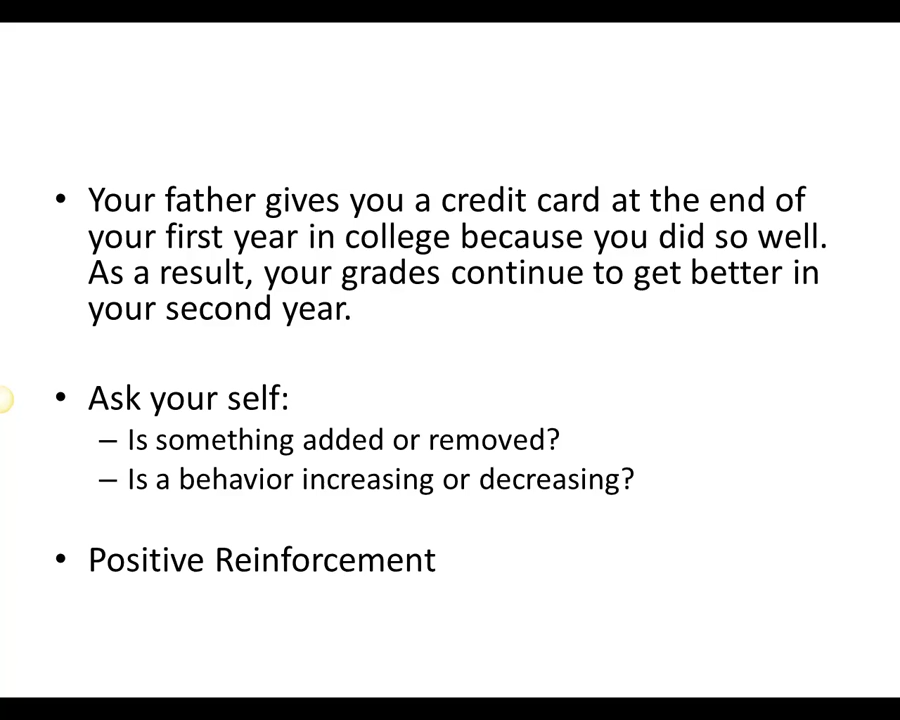 • Your father gives you a credit card at the end of
your first year in college because you did so well.
As a result, your grades continue to get better in
your second year.
• Ask your self:
– Is something added or removed?
– Is a behavior increasing or decreasing?
• Positive Reinforcement